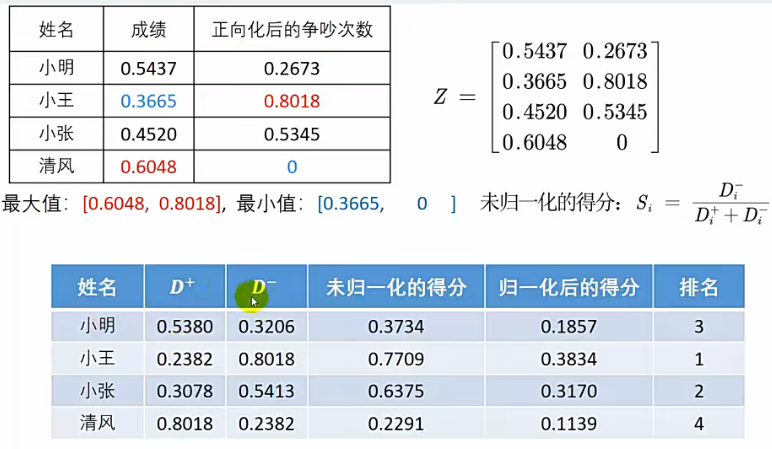 姓名 成绩 正向化后的争吵次数
小明 0.5437 0.2673
小王 0.3665 0.8018
小张 0.4520 0.5345
清风 0.6048 0
Z = [0.5437 0.2673
0.3665 0.8018
0.4520 0.5345
0.6048 0]
最大值：[0.6048, 0.8018], 最小值：[0.3665, 0 ] 未归一化的得分：S_i = D_i^- / (D_i^+ + D_i^-)
姓名 D⁺ D⁻ 未归一化的得分 归一化后的得分 排名
小明 0.5380 0.3206 0.3734 0.1857 3
小王 0.2382 0.8018 0.7709 0.3834 1
小张 0.3078 0.5413 0.6375 0.3170 2
清风 0.8018 0.2382 0.2291 0.1139 4